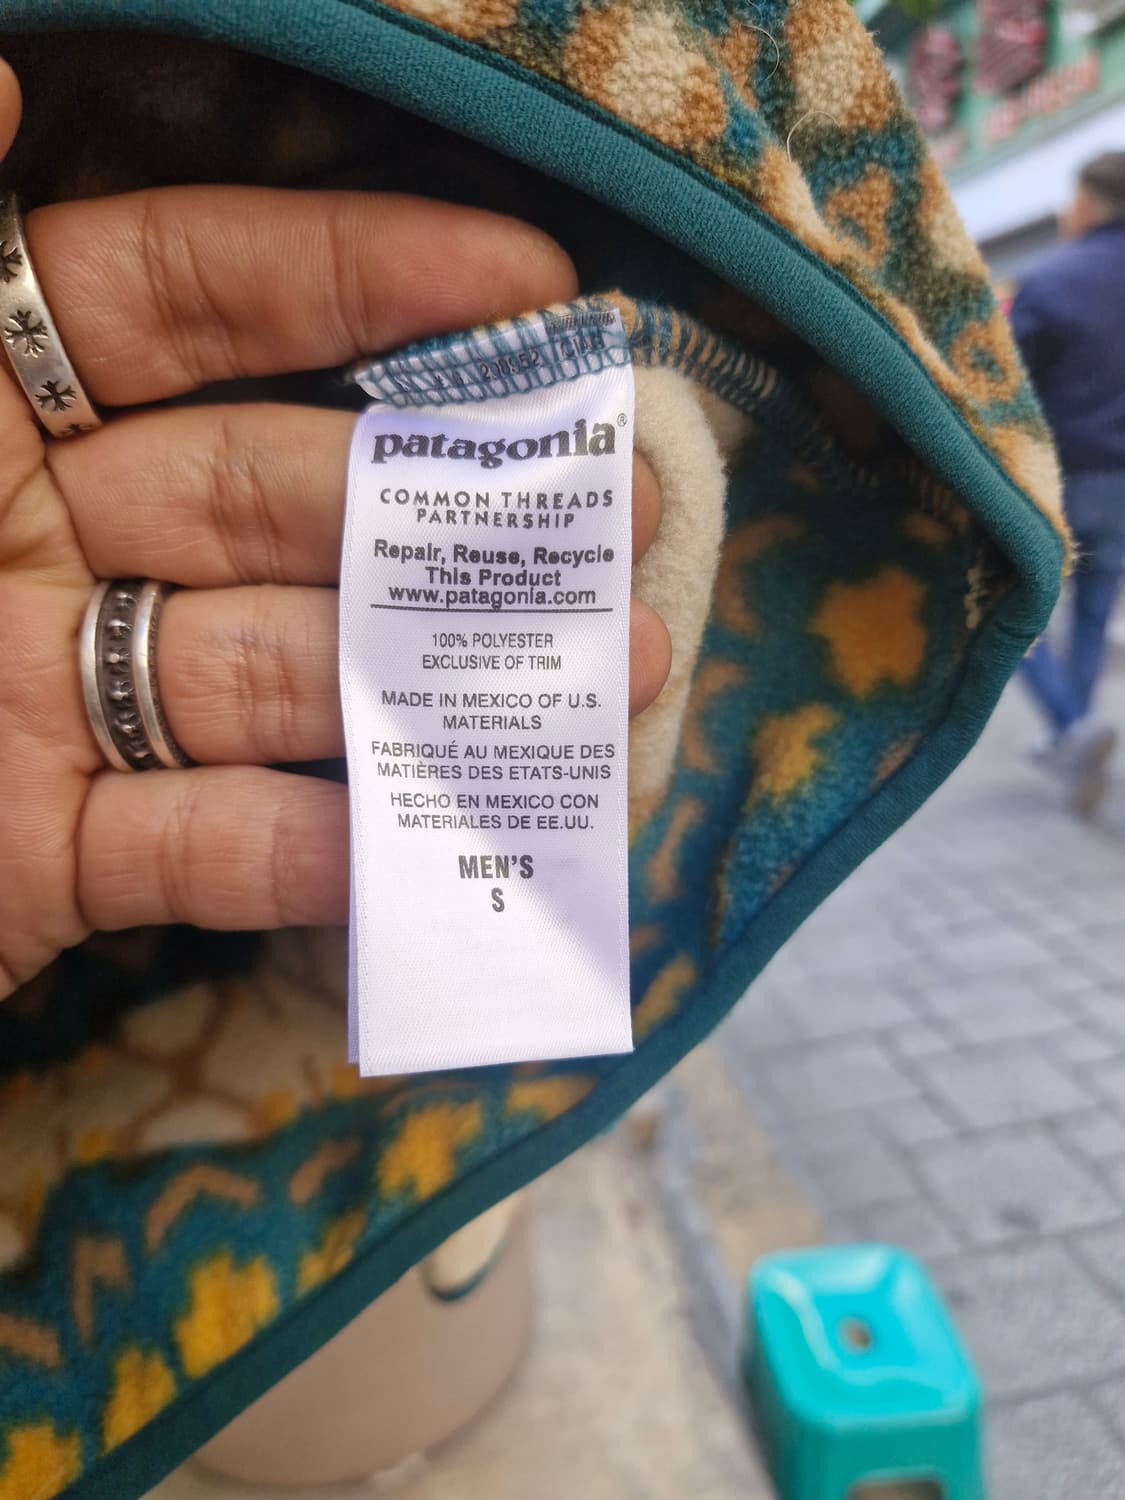 patagonia®
COMMON THREADS
PARTNERSHIP
Repair, Reuse, Recycle
This Product
www.patagonia.com
100% POLYESTER
EXCLUSIVE OF TRIM
MADE IN MEXICO OF U.S.
MATERIALS
FABRIQUÉ AU MEXIQUE DES
MATIÈRES DES ETATS-UNIS
HECHO EN MEXICO CON
MATERIALES DE EE.UU.
MEN'S
S